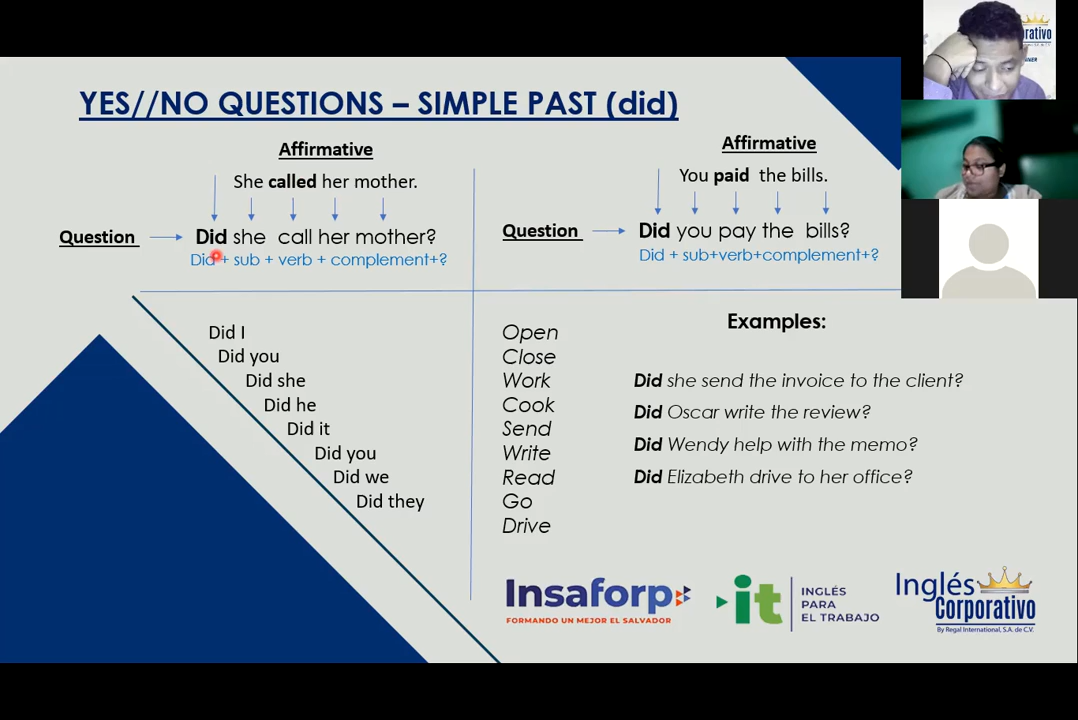 YES//NO QUESTIONS – SIMPLE PAST (did)
Affirmative
She called her mother.
Question
Did she call her mother?
Did + sub + verb + complement+?
Affirmative
You paid the bills.
Question
Did you pay the bills?
Did + sub+verb+complement+?
Did I
Did you
Did she
Did he
Did it
Did you
Did we
Did they
Open
Close
Work
Cook
Send
Write
Read
Go
Drive
Examples:
Did she send the invoice to the client?
Did Oscar write the review?
Did Wendy help with the memo?
Did Elizabeth drive to her office?
Insaforp
FORMANDO UN MEJOR EL SALVADOR
it
INGLÉS
PARA
EL TRABAJO
Inglés
Corporativo
By Regal International, S.A. de C.V.